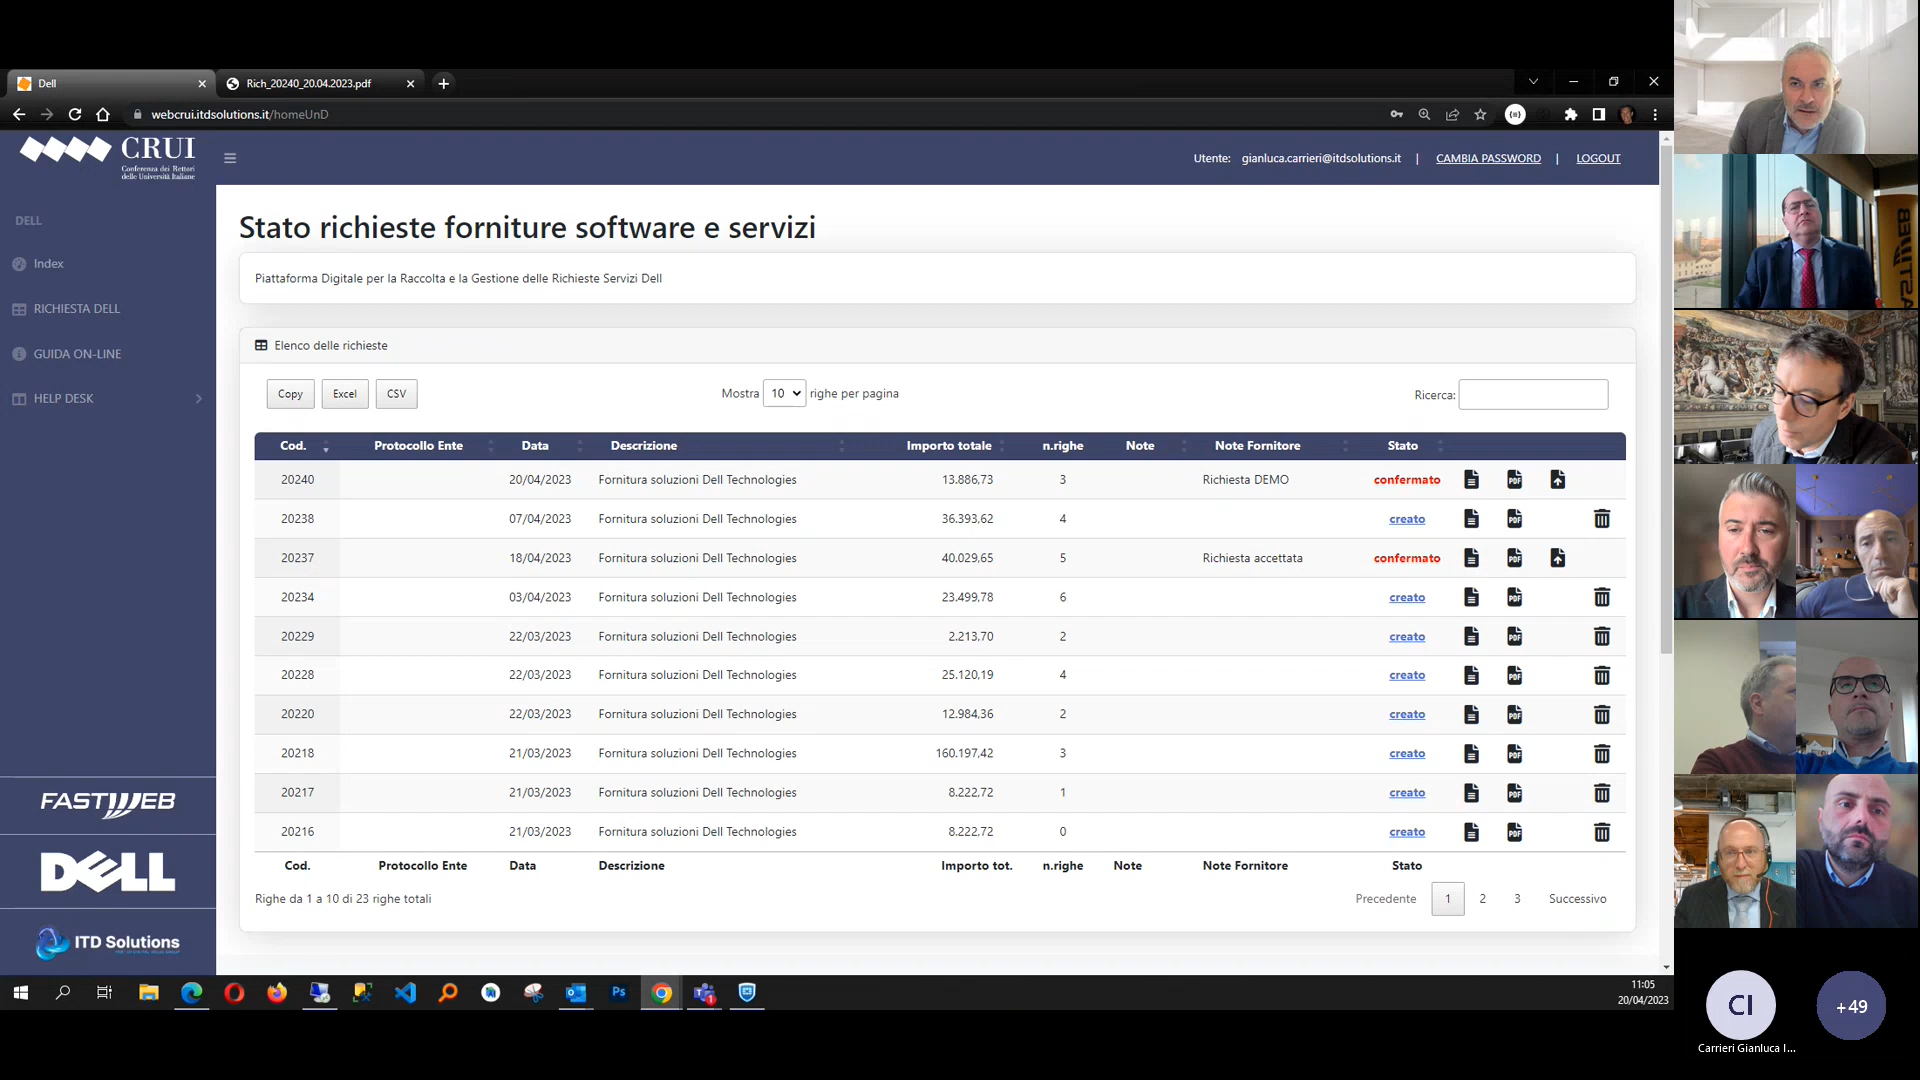 Dell
Rich_20240_20.04.2023.pdf
webcrui.itdsolutions.it/homeUnD
CRUI
Conferenza dei Rettori
delle Università Italiane
Utente: gianluca.carrieri@itdsolutions.it | CAMBIA PASSWORD | LOGOUT
DELL
Index
RICHIESTA DELL
GUIDA ON-LINE
HELP DESK
FASTWEB
DELL
ITD Solutions
Stato richieste forniture software e servizi
Piattaforma Digitale per la Raccolta e la Gestione delle Richieste Servizi Dell
Elenco delle richieste
Copy Excel CSV Mostra 10 righe per pagina Ricerca:
Cod. Protocollo Ente Data Descrizione Importo totale n.righe Note Note Fornitore Stato
20240 20/04/2023 Fornitura soluzioni Dell Technologies 13.886,73 3 Richiesta DEMO confermato PDF
20238 07/04/2023 Fornitura soluzioni Dell Technologies 36.393,62 4 creato PDF
20237 18/04/2023 Fornitura soluzioni Dell Technologies 40.029,65 5 Richiesta accettata confermato PDF
20234 03/04/2023 Fornitura soluzioni Dell Technologies 23.499,78 6 creato PDF
20229 22/03/2023 Fornitura soluzioni Dell Technologies 2.213,70 2 creato PDF
20228 22/03/2023 Fornitura soluzioni Dell Technologies 25.120,19 4 creato PDF
20220 22/03/2023 Fornitura soluzioni Dell Technologies 12.984,36 2 creato PDF
20218 21/03/2023 Fornitura soluzioni Dell Technologies 160.197,42 3 creato PDF
20217 21/03/2023 Fornitura soluzioni Dell Technologies 8.222,72 1 creato PDF
20216 21/03/2023 Fornitura soluzioni Dell Technologies 8.222,72 0 creato PDF
Cod. Protocollo Ente Data Descrizione Importo tot. n.righe Note Note Fornitore Stato
Righe da 1 a 10 di 23 righe totali
Precedente 1 2 3 Successivo
Ps
11:05
20/04/2023
CI
+49
Carrieri Gianluca I...